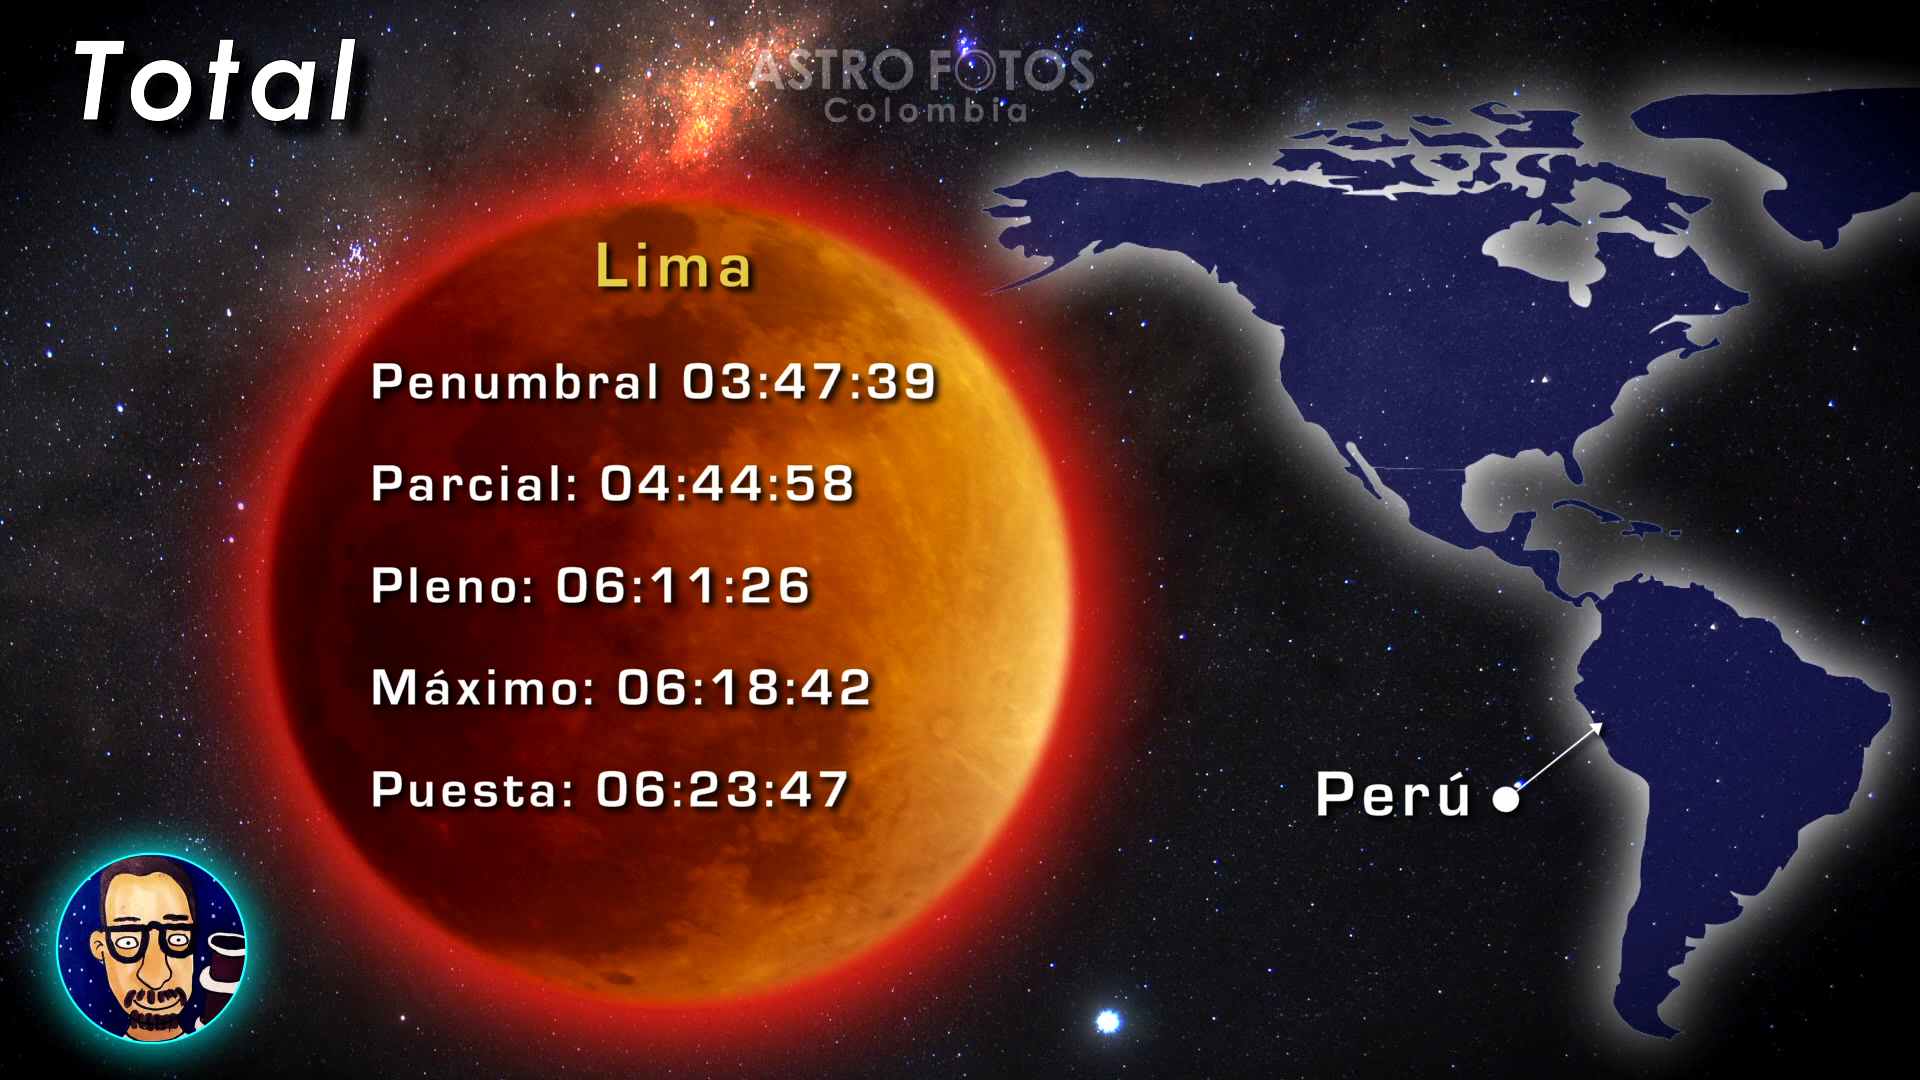 Total
ASTRO FOTOS
Colombia
Lima
Penumbral 03:47:39
Parcial: 04:44:58
Pleno: 06:11:26
Máximo: 06:18:42
Puesta: 06:23:47
Perú